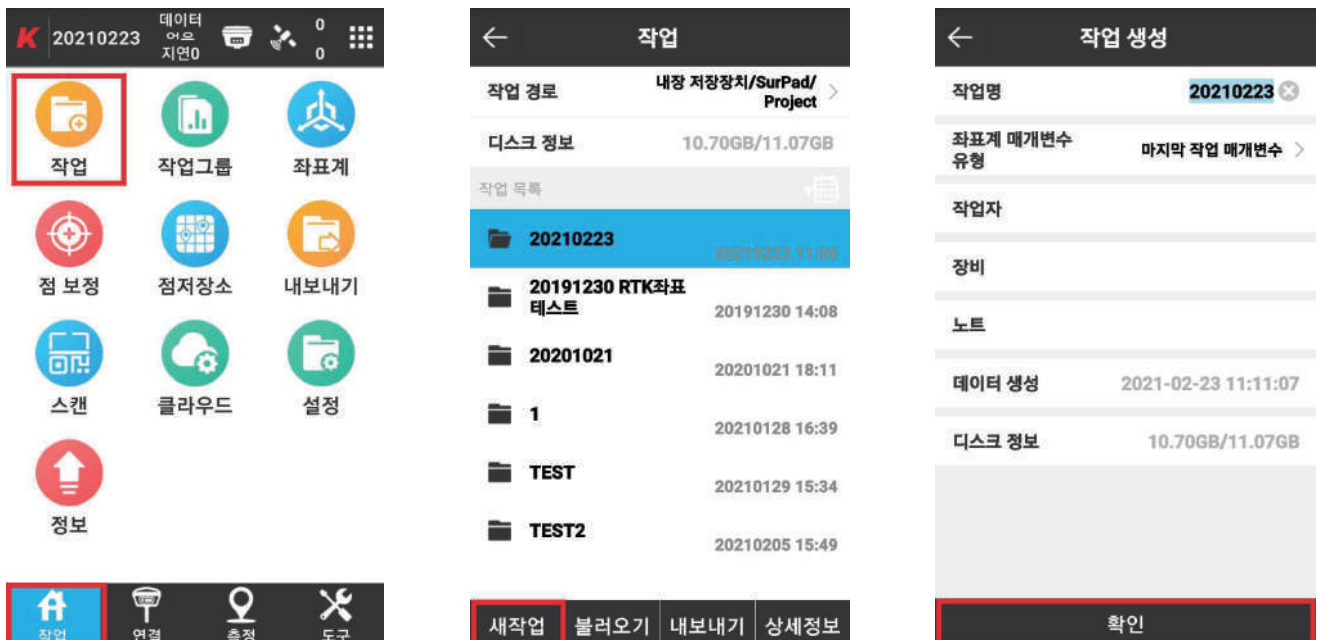 K 20210223 데이터
어으
지연0 0
0
작업 작업그룹 좌표계
점 보정 점저장소 내보내기
스캔 클라우드 설정
정보
작업 연결 측정 도구
작업
작업 경로 내장 저장장치/SurPad/
Project
디스크 정보 10.70GB/11.07GB
작업 목록
20210223
20210223 11:06
20191230 RTK좌표
테스트 20191230 14:08
20201021
20201021 18:11
1
20210128 16:39
TEST
20210129 15:34
TEST2
20210205 15:49
새작업 불러오기 내보내기 상세정보
작업 생성
작업명 20210223
좌표계 매개변수
유형 마지막 작업 매개변수
작업자
장비
노트
데이터 생성 2021-02-23 11:11:07
디스크 정보 10.70GB/11.07GB
확인